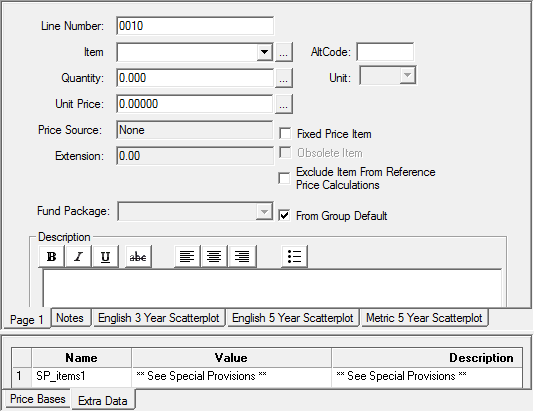 Line Number: 0010
Item ... AltCode:
Quantity: 0.000 ... Unit:
Unit Price: 0.00000 ...
Price Source: None Fixed Price Item
Extension: 0.00 Obsolete Item
Exclude Item From Reference
Price Calculations
Fund Package: From Group Default
Description
B I U abc
Page 1 Notes English 3 Year Scatterplot English 5 Year Scatterplot Metric 5 Year Scatterplot
Name Value Description
1 SP_items1 ** See Special Provisions ** ** See Special Provisions **
Price Bases Extra Data